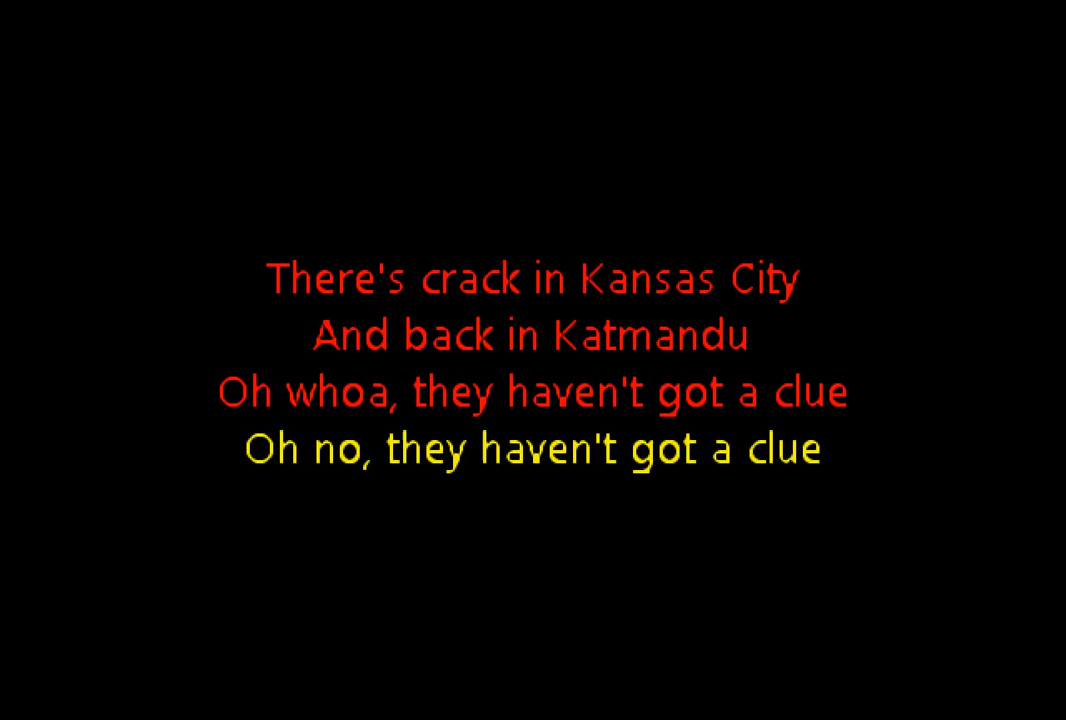 There's crack in Kansas City
And back in Katmandu
Oh whoa, they haven't got a clue
Oh no, they haven't got a clue